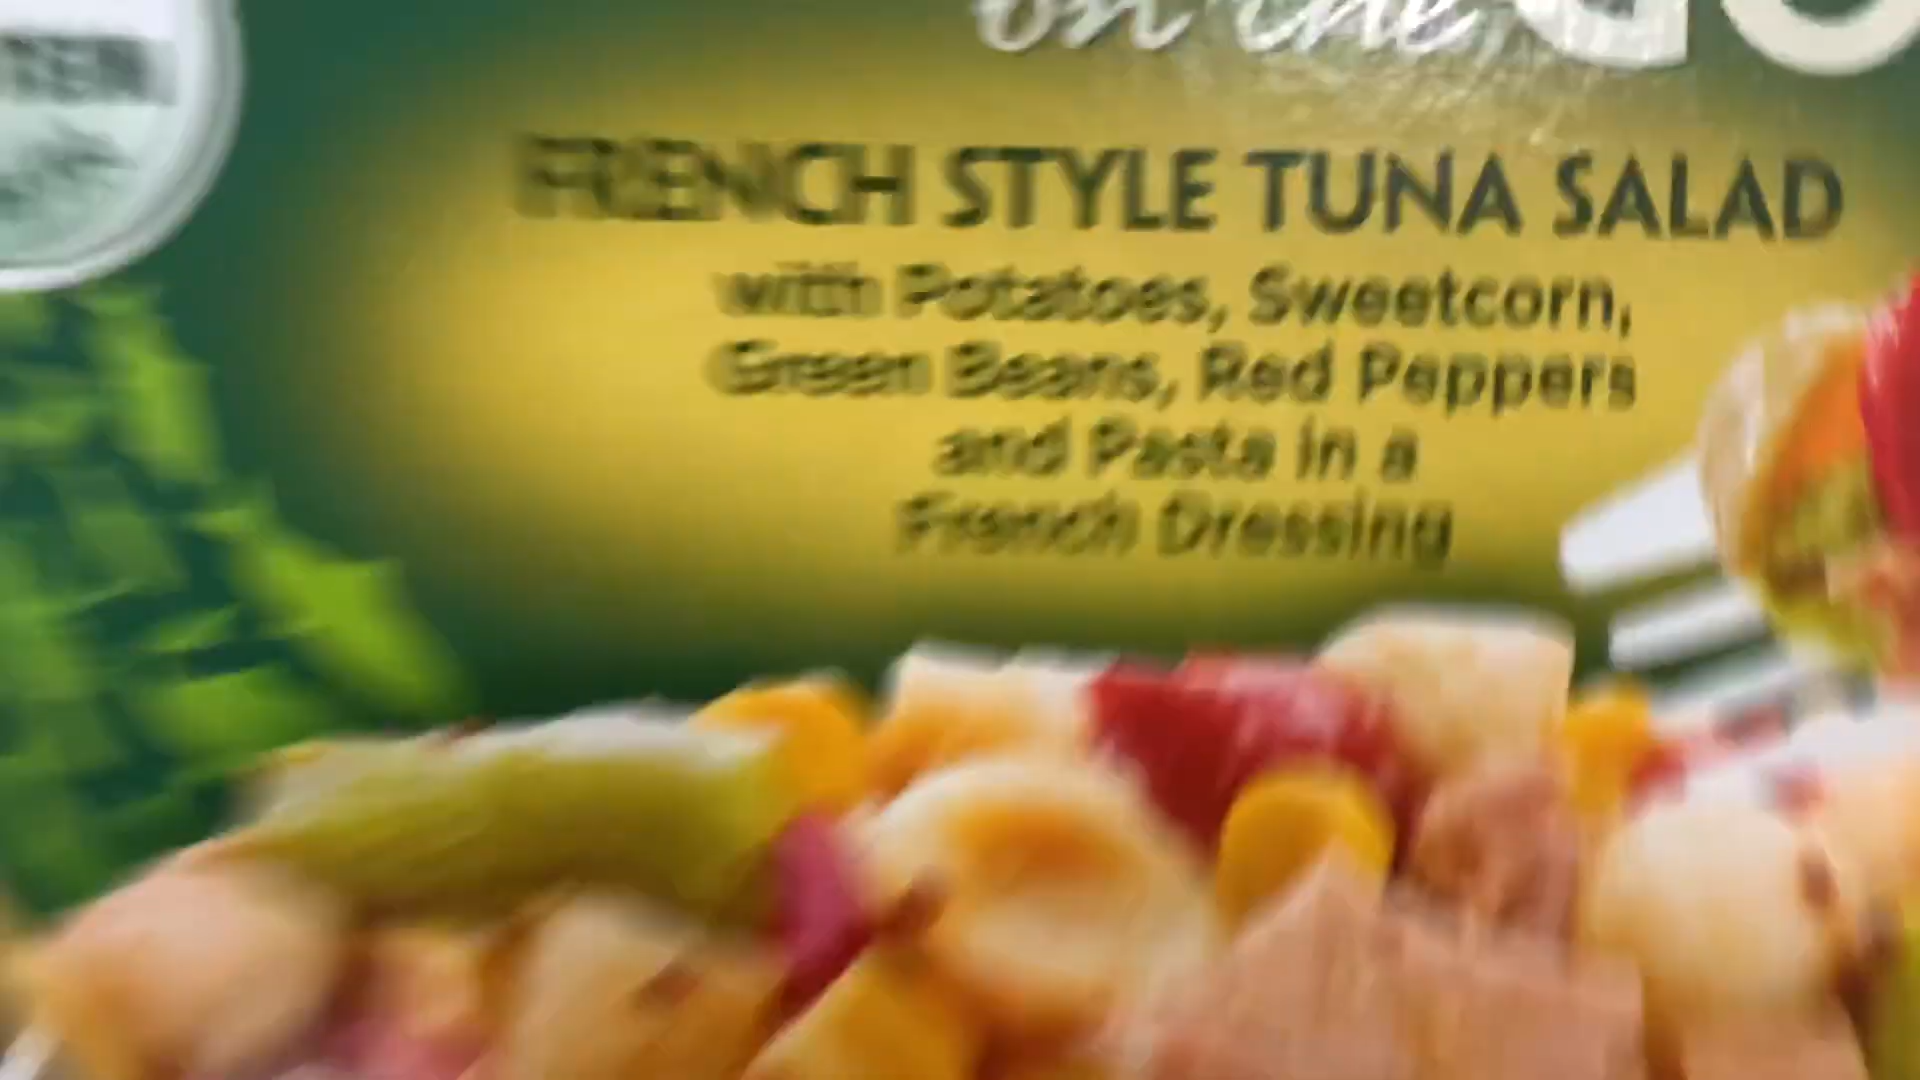 on the GO
FRENCH STYLE TUNA SALAD
with Potatoes, Sweetcorn,
Green Beans, Red Peppers
and Pasta in a
French Dressing